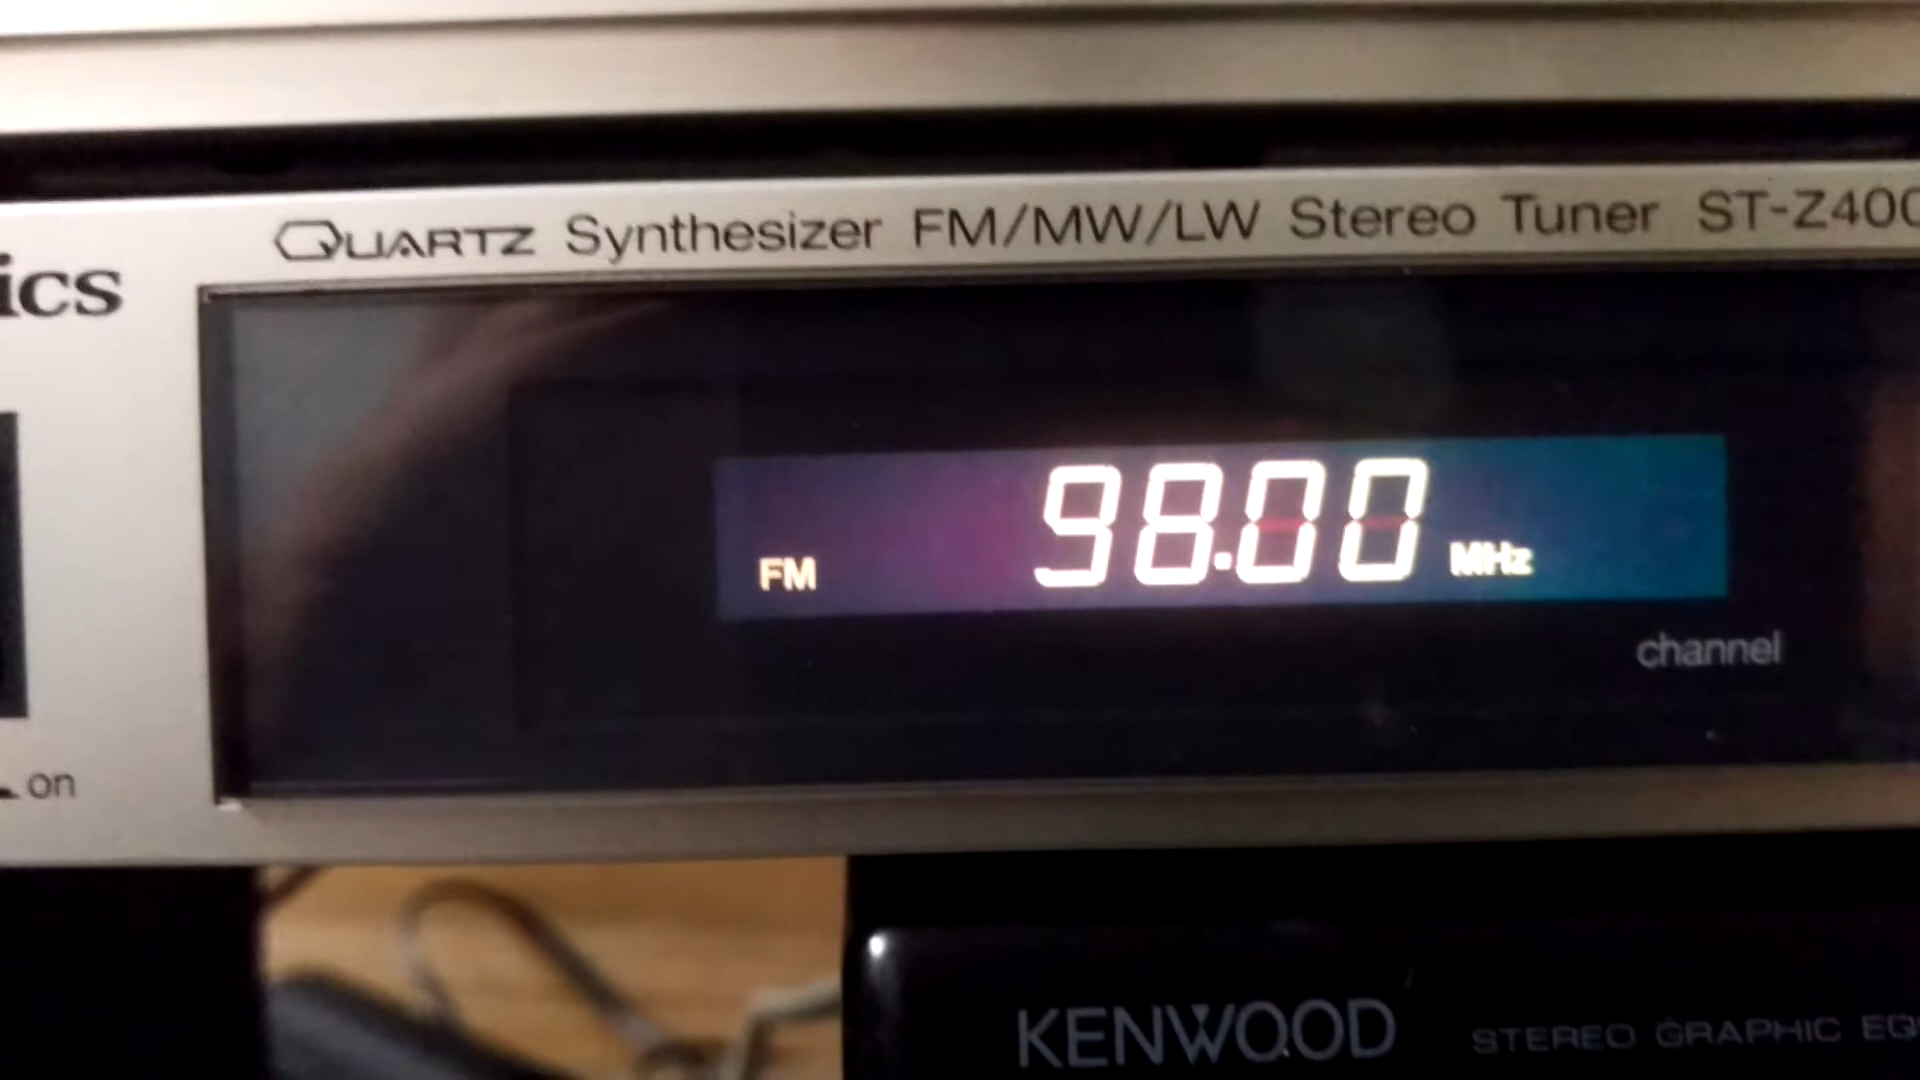 QUARTZ Synthesizer FM/MW/LW Stereo Tuner ST-Z400
ics
98.00
FM MHz
channel
on
KENWOOD STEREO GRAPHIC EQ